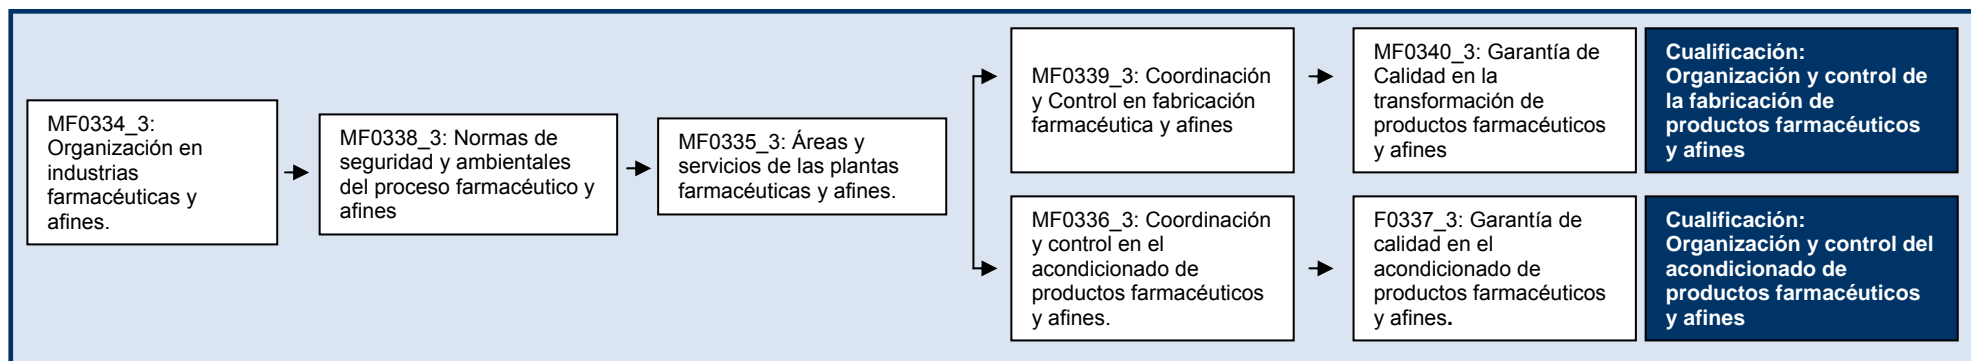 MF0334_3:
Organización en
industrias
farmacéuticas y
afines.
MF0338_3: Normas de
seguridad y ambientales
del proceso farmacéutico y
afines
MF0335_3: Áreas y
servicios de las plantas
farmacéuticas y afines.
MF0339_3: Coordinación
y Control en fabricación
farmacéutica y afines
MF0340_3: Garantía de
Calidad en la
transformación de
productos farmacéuticos
y afines
Cualificación:
Organización y control de
la fabricación de
productos farmacéuticos
y afines
MF0336_3: Coordinación
y control en el
acondicionado de
productos farmacéuticos
y afines.
F0337_3: Garantía de
calidad en el
acondicionado de
productos farmacéuticos
y afines.
Cualificación:
Organización y control del
acondicionado de
productos farmacéuticos
y afines